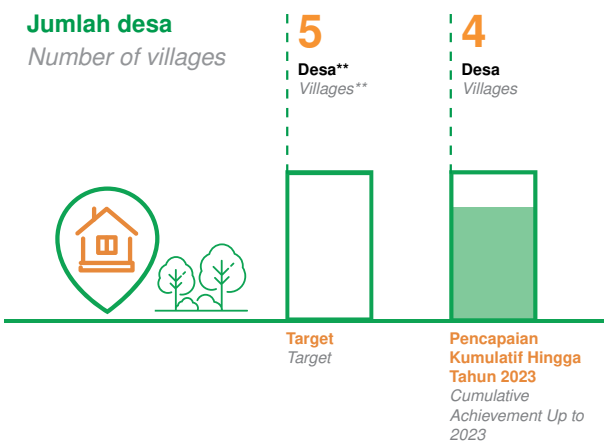 Jumlah desa
Number of villages
5
Desa**
Villages**
4
Desa
Villages
Target
Target
Pencapaian
Kumulatif Hingga
Tahun 2023
Cumulative
Achievement Up to
2023